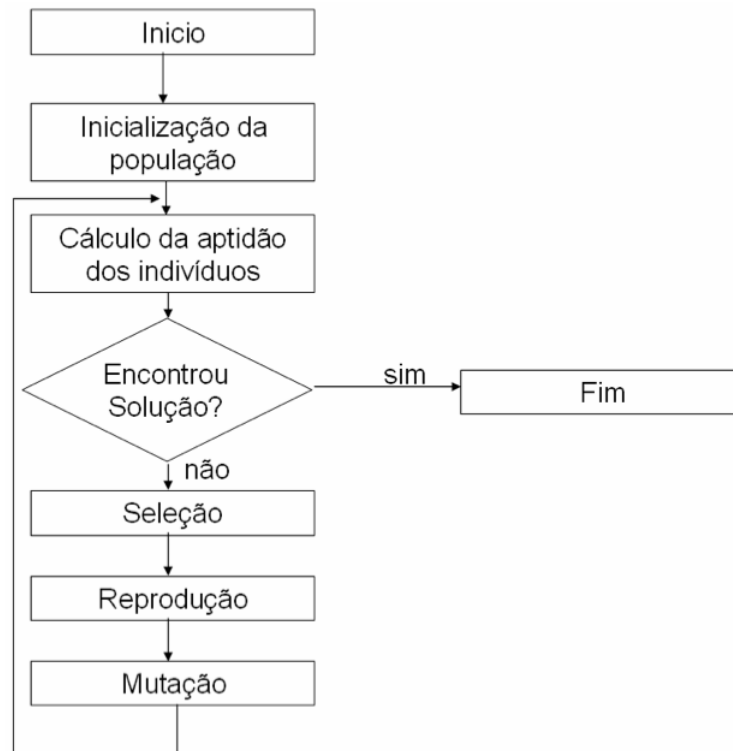 Inicio
Inicialização da
população
Cálculo da aptidão
dos indivíduos
Encontrou
Solução?
sim
Fim
não
Seleção
Reprodução
Mutação